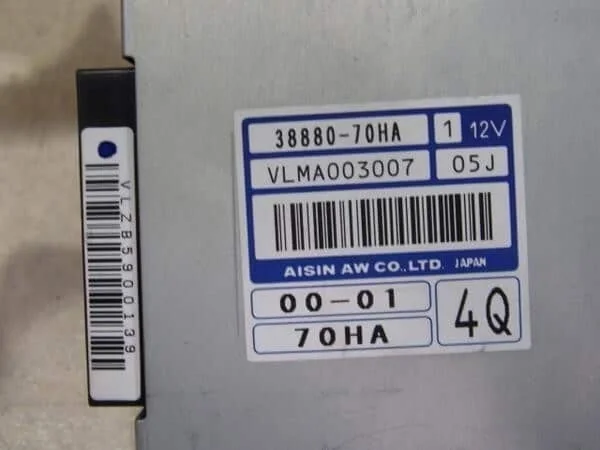 38880-70HA 1 12V
VLMA003007 05J
AISIN AW CO.,LTD. JAPAN
00-01
70HA
4Q
VLZB5900139